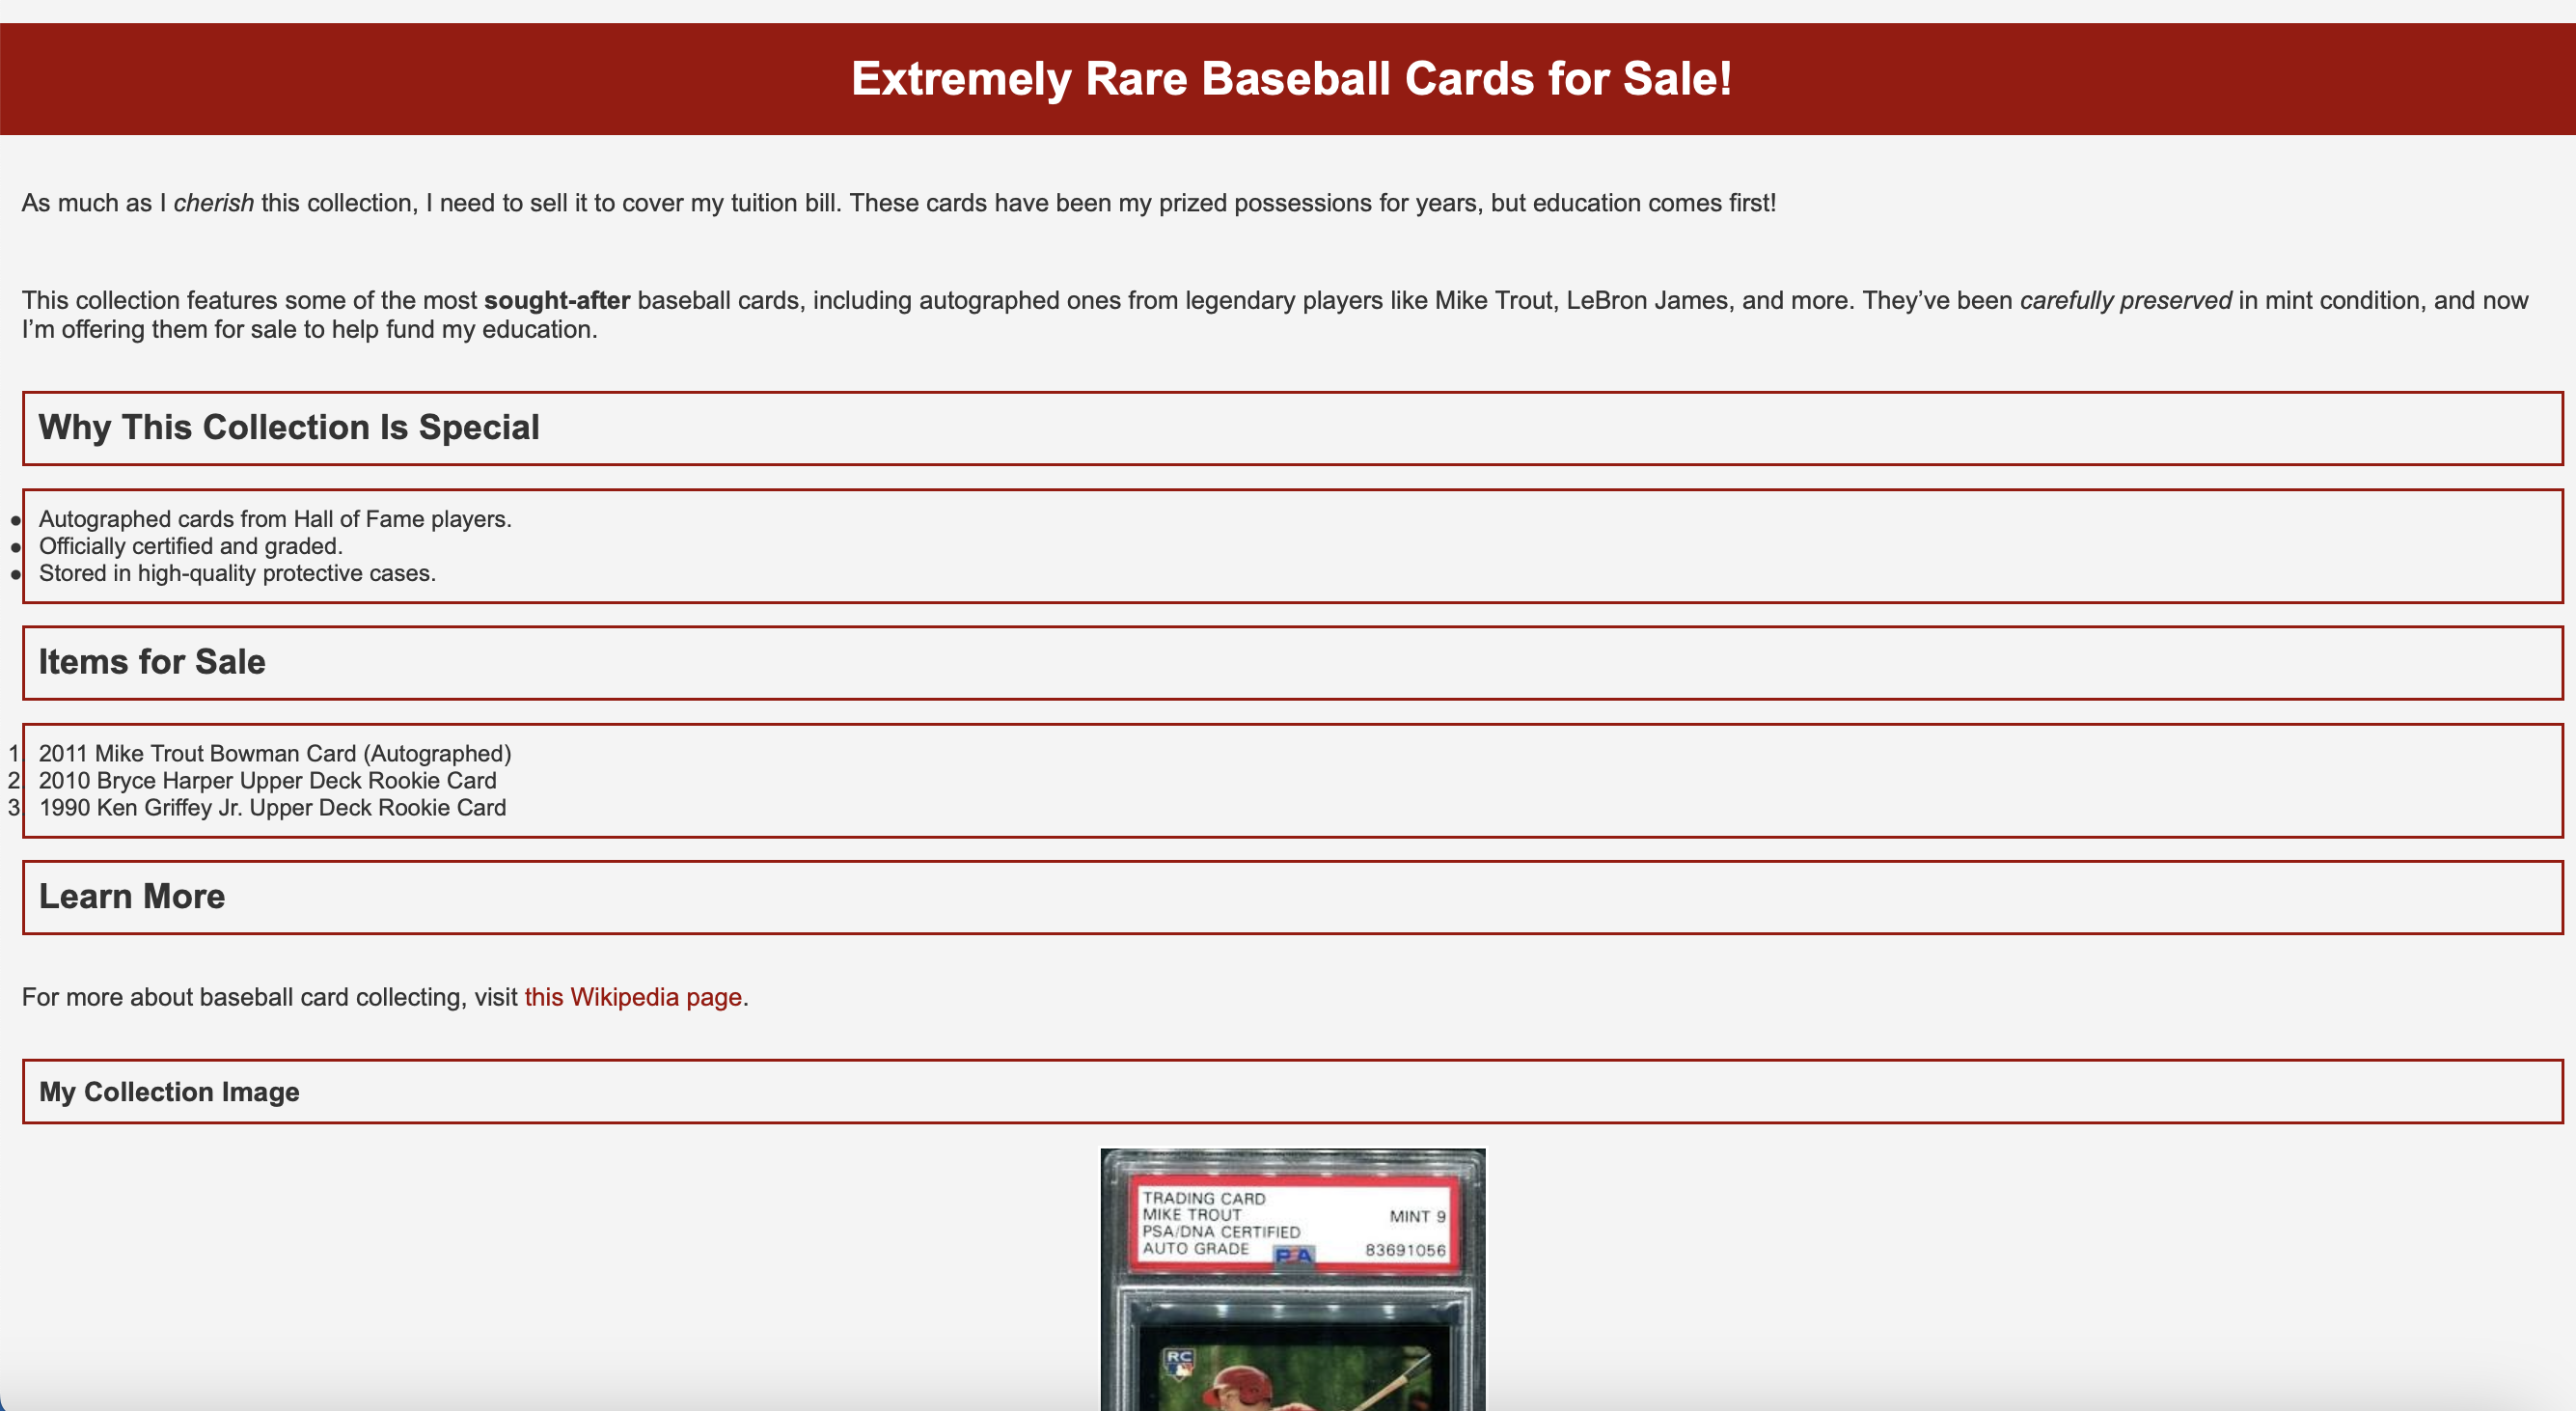 Extremely Rare Baseball Cards for Sale!
As much as I cherish this collection, I need to sell it to cover my tuition bill. These cards have been my prized possessions for years, but education comes first!
This collection features some of the most sought-after baseball cards, including autographed ones from legendary players like Mike Trout, LeBron James, and more. They’ve been carefully preserved in mint condition, and now
I’m offering them for sale to help fund my education.
Why This Collection Is Special
● Autographed cards from Hall of Fame players.
● Officially certified and graded.
● Stored in high-quality protective cases.
Items for Sale
1 2011 Mike Trout Bowman Card (Autographed)
2 2010 Bryce Harper Upper Deck Rookie Card
3 1990 Ken Griffey Jr. Upper Deck Rookie Card
Learn More
For more about baseball card collecting, visit this Wikipedia page.
My Collection Image
TRADING CARD
MIKE TROUT MINT 9
PSA/DNA CERTIFIED
AUTO GRADE PSA 83691056
RC